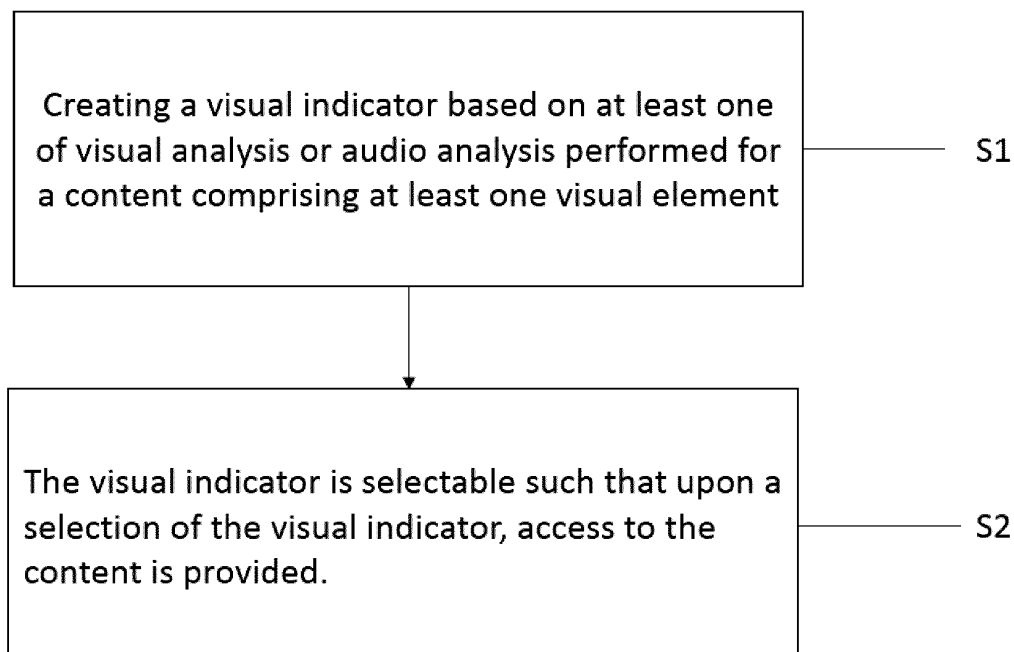 Creating a visual indicator based on at least one
of visual analysis or audio analysis performed for
a content comprising at least one visual element
S1
The visual indicator is selectable such that upon a
selection of the visual indicator, access to the
content is provided.
S2